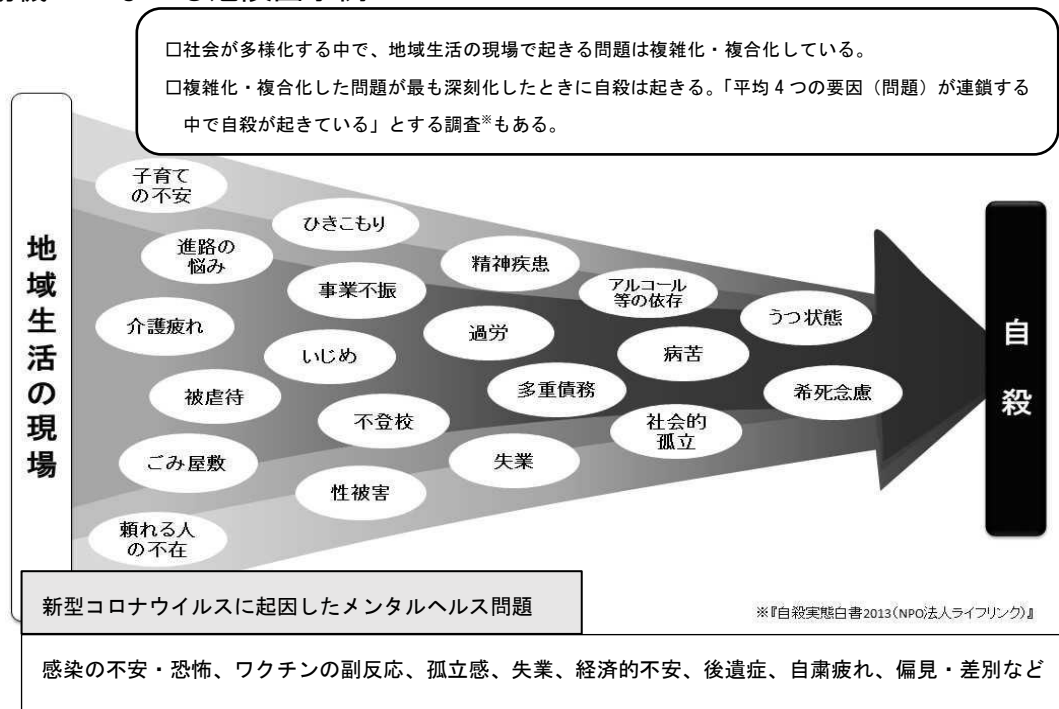 □社会が多様化する中で、地域生活の現場で起きる問題は複雑化・複合化している。
□複雑化・複合化した問題が最も深刻化したときに自殺は起きる。「平均4つの要因（問題）が連鎖する
中で自殺が起きている」とする調査※もある。
地域生活の現場
子育て
の不安
ひきこもり
進路の
悩み
精神疾患
事業不振
アルコール
等の依存
うつ状態
介護疲れ
過労
いじめ
病苦
被虐待
多重債務
希死念慮
不登校
社会的
孤立
ごみ屋敷
失業
性被害
頼れる人
の不在
自殺
新型コロナウイルスに起因したメンタルヘルス問題
※『自殺実態白書2013（NPO法人ライフリンク）』
感染の不安・恐怖、ワクチンの副反応、孤立感、失業、経済的不安、後遺症、自粛疲れ、偏見・差別など